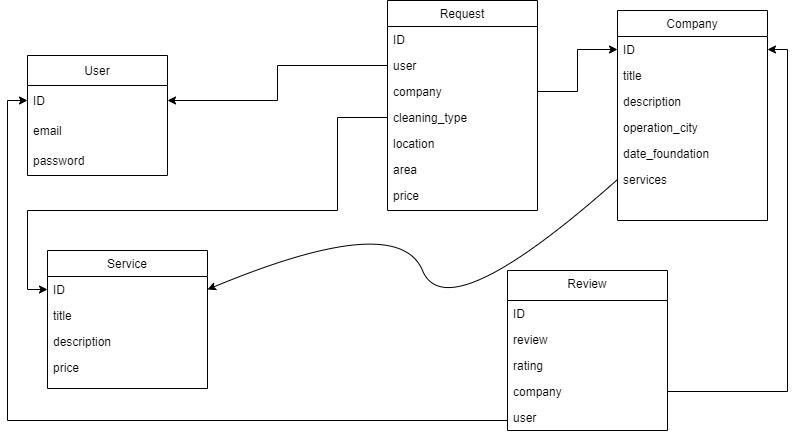 User
ID
email
password
Request
ID
user
company
cleaning_type
location
area
price
Company
ID
title
description
operation_city
date_foundation
services
Service
ID
title
description
price
Review
ID
review
rating
company
user